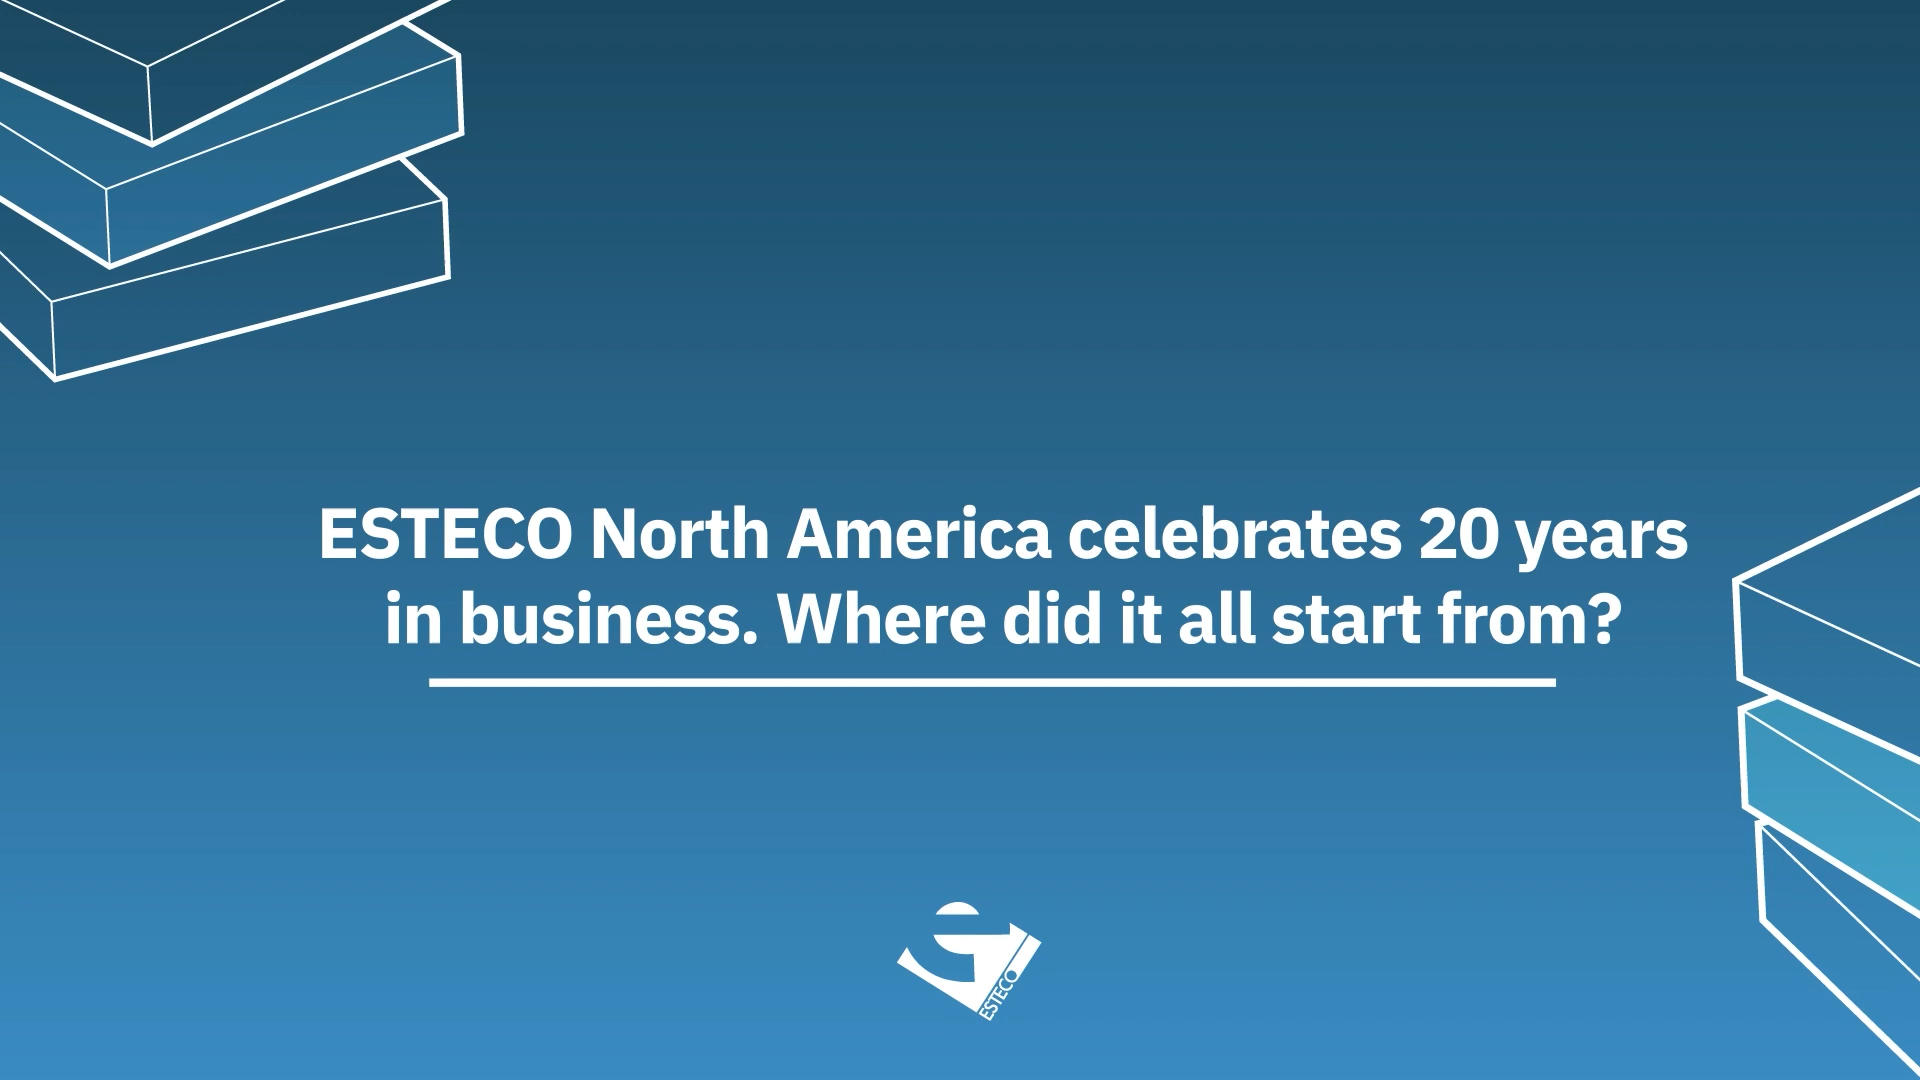 ESTECO North America celebrates 20 years
in business. Where did it all start from?
ESTECO